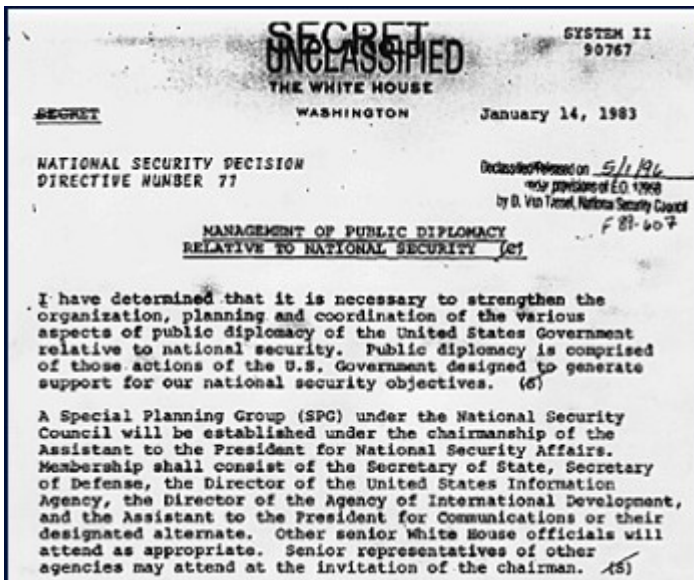 SECRET
UNCLASSIFIED
SYSTEM II
90767
THE WHITE HOUSE
WASHINGTON
SECRET
January 14, 1983
NATIONAL SECURITY DECISION
DIRECTIVE NUMBER 77
Declassified/Released on 5/1/96
under provisions of E.O. 12958
by D. Van Tassel, National Security Council
F89-607
MANAGEMENT OF PUBLIC DIPLOMACY
RELATIVE TO NATIONAL SECURITY (C)
I have determined that it is necessary to strengthen the
organization, planning and coordination of the various
aspects of public diplomacy of the United States Government
relative to national security. Public diplomacy is comprised
of those actions of the U.S. Government designed to generate
support for our national security objectives. (S)
A Special Planning Group (SPG) under the National Security
Council will be established under the chairmanship of the
Assistant to the President for National Security Affairs.
Membership shall consist of the Secretary of State, Secretary
of Defense, the Director of the United States Information
Agency, the Director of the Agency of International Development,
and the Assistant to the President for Communications or their
designated alternate. Other senior White House officials will
attend as appropriate. Senior representatives of other
agencies may attend at the invitation of the chairman. (S)